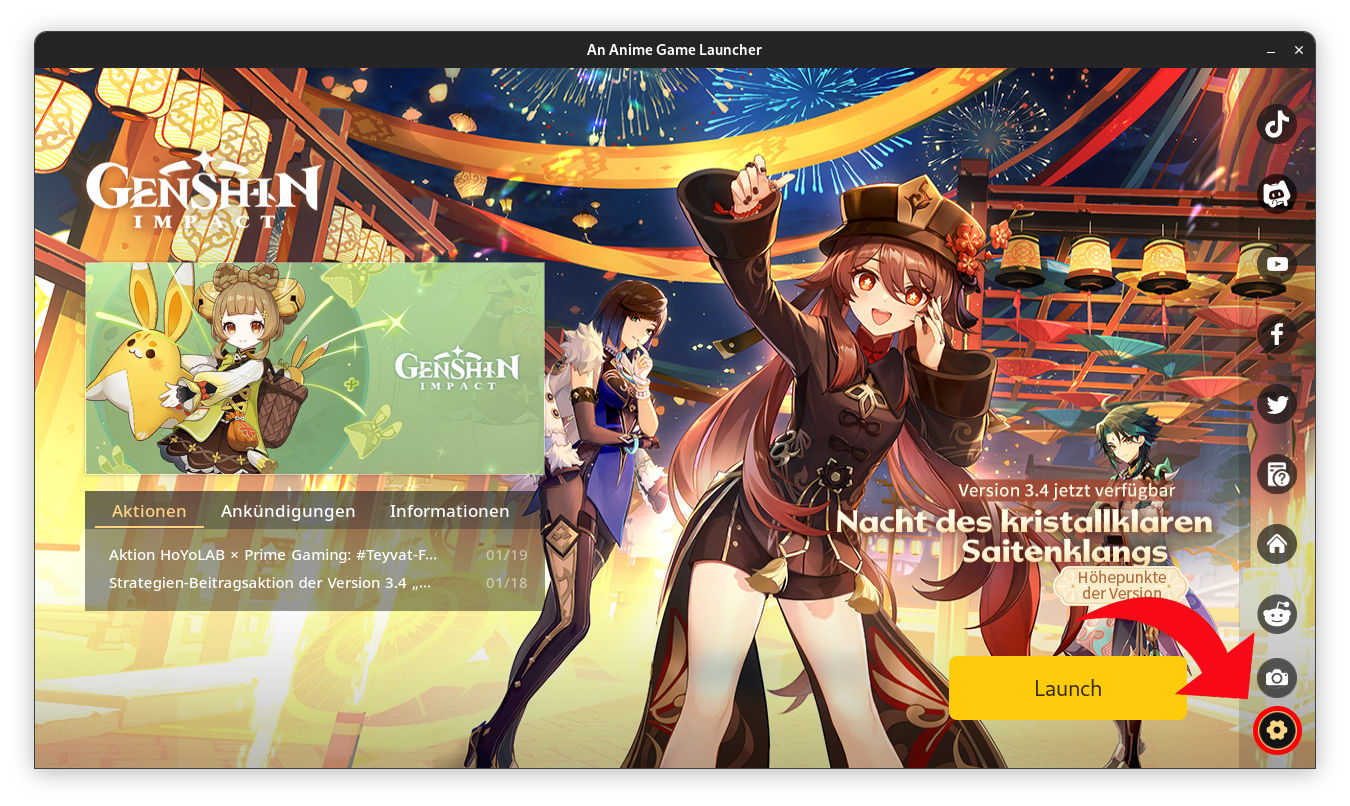 An Anime Game Launcher
GENSHIN
IMPACT
GENSHIN
IMPACT
Aktionen Ankündigungen Informationen
Aktion HoYoLAB × Prime Gaming: #Teyvat-F... 01/19
Strategien-Beitragsaktion der Version 3.4 „... 01/18
Version 3.4 jetzt verfügbar
Nacht des kristallklaren
Saitenklangs
Höhepunkte
der Version
Launch